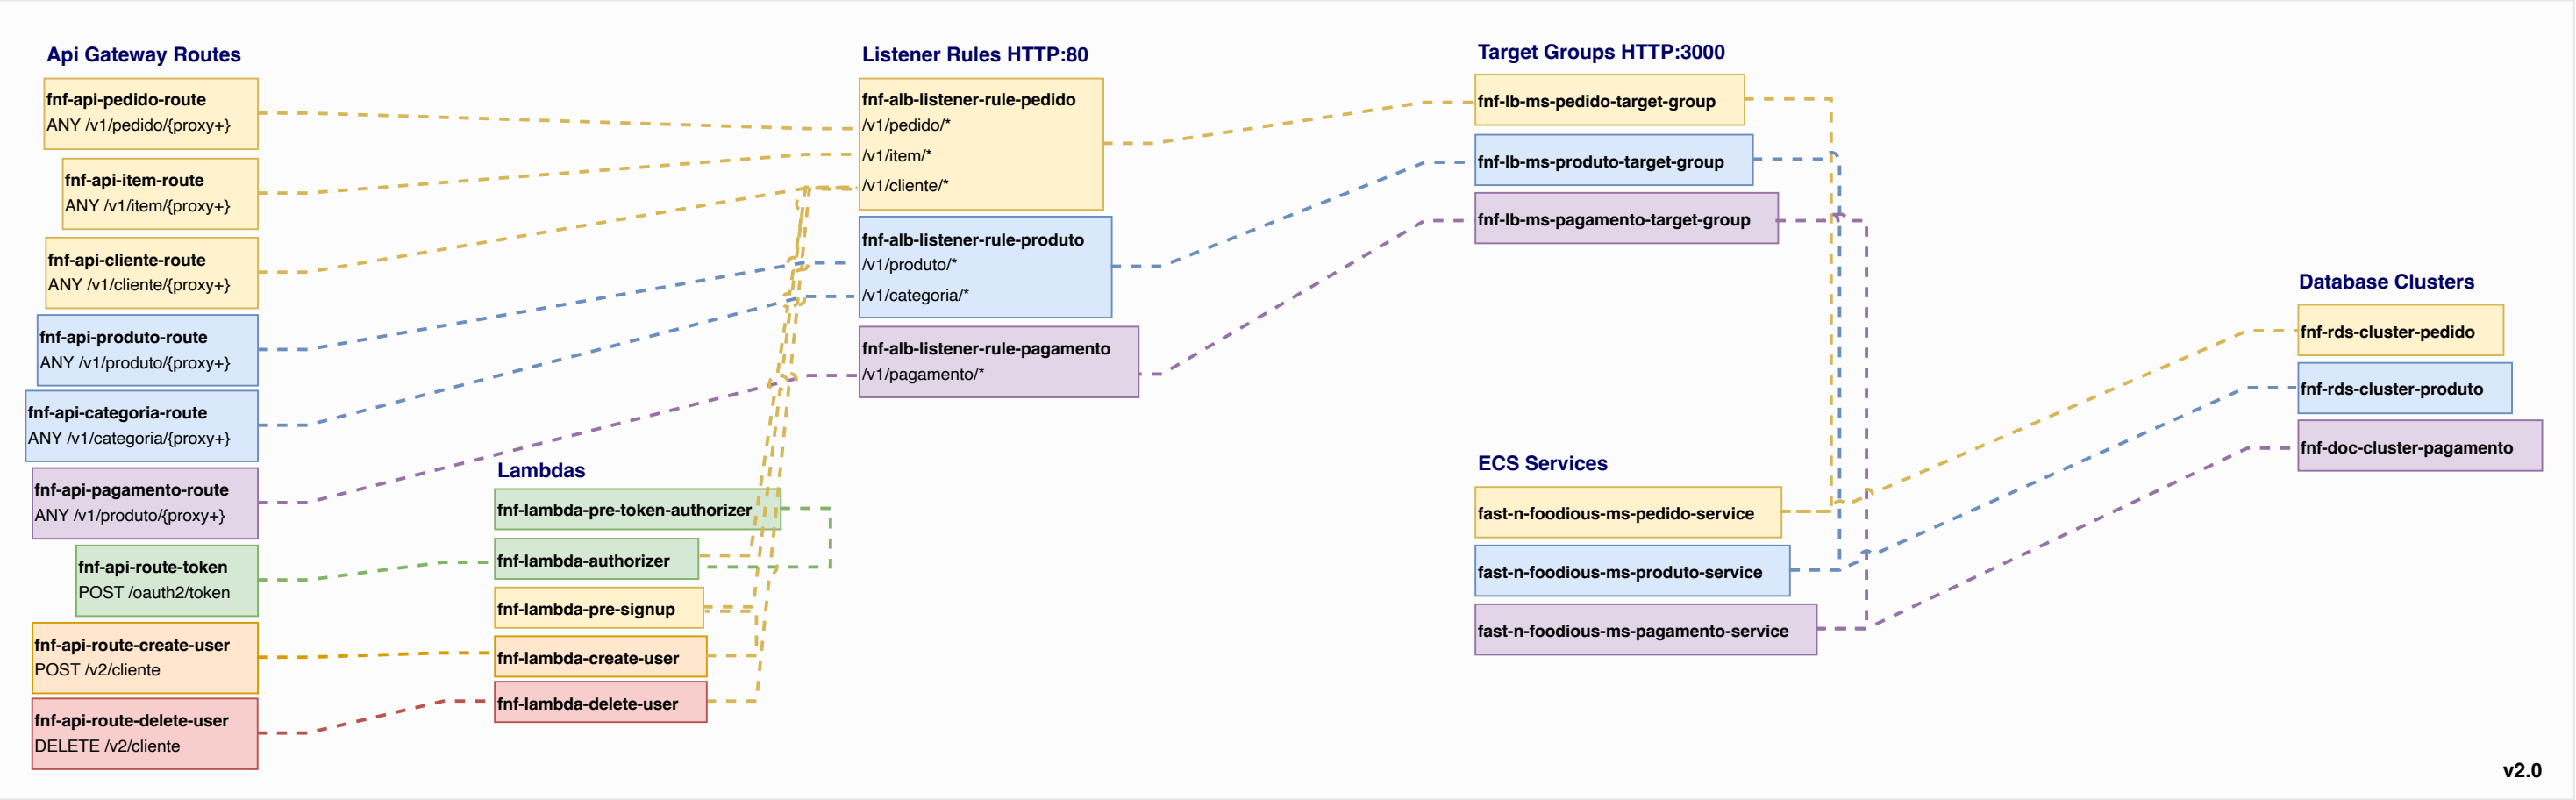 Api Gateway Routes
fnf-api-pedido-route
ANY /v1/pedido/{proxy+}
fnf-api-item-route
ANY /v1/item/{proxy+}
fnf-api-cliente-route
ANY /v1/cliente/{proxy+}
fnf-api-produto-route
ANY /v1/produto/{proxy+}
fnf-api-categoria-route
ANY /v1/categoria/{proxy+}
fnf-api-pagamento-route
ANY /v1/produto/{proxy+}
fnf-api-route-token
POST /oauth2/token
fnf-api-route-create-user
POST /v2/cliente
fnf-api-route-delete-user
DELETE /v2/cliente
Lambdas
fnf-lambda-pre-token-authorizer
fnf-lambda-authorizer
fnf-lambda-pre-signup
fnf-lambda-create-user
fnf-lambda-delete-user
Listener Rules HTTP:80
fnf-alb-listener-rule-pedido
/v1/pedido/*
/v1/item/*
/v1/cliente/*
fnf-alb-listener-rule-produto
/v1/produto/*
/v1/categoria/*
fnf-alb-listener-rule-pagamento
/v1/pagamento/*
Target Groups HTTP:3000
fnf-lb-ms-pedido-target-group
fnf-lb-ms-produto-target-group
fnf-lb-ms-pagamento-target-group
ECS Services
fast-n-foodious-ms-pedido-service
fast-n-foodious-ms-produto-service
fast-n-foodious-ms-pagamento-service
Database Clusters
fnf-rds-cluster-pedido
fnf-rds-cluster-produto
fnf-doc-cluster-pagamento
v2.0